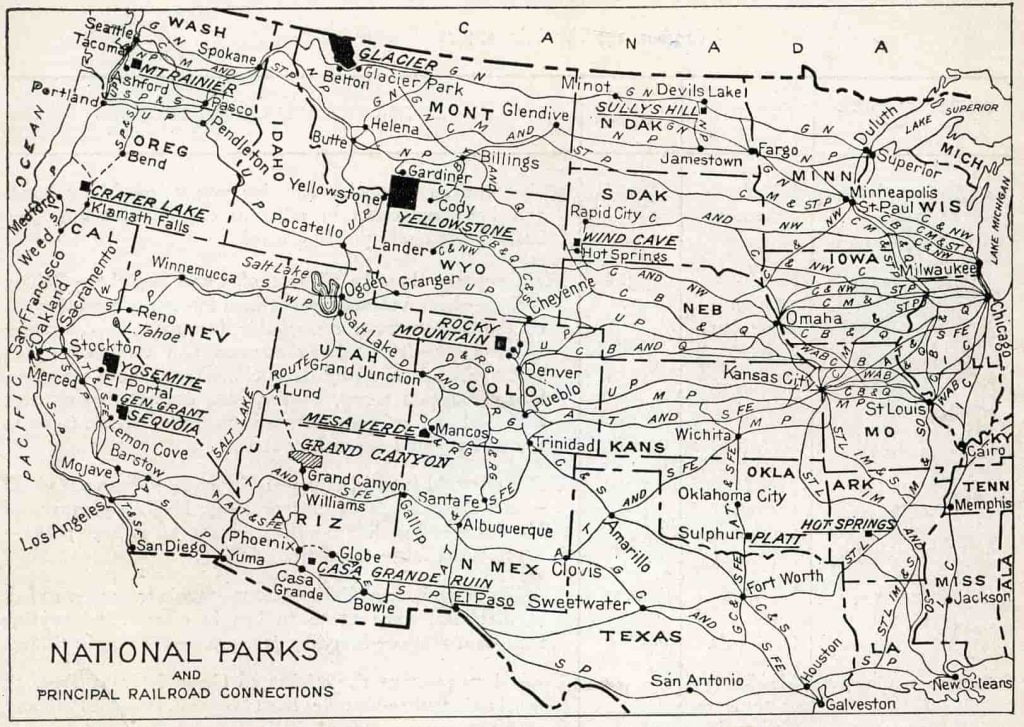 C A N A D A
WASH
Seattle
Tacoma
Spokane
MT RAINIER
Ashford
Portland
Pasco
Pendleton
OREG
Bend
IDAHO
CRATER LAKE
Medford
Klamath Falls
Weed
CAL
PACIFIC OCEAN
San Francisco
Oakland
Sacramento
Winnemucca
Reno
L. Tahoe
NEV
Stockton
Merced
YOSEMITE
El Portal
GEN. GRANT
SEQUOIA
Lemon Cove
Mojave
Barstow
Los Angeles
San Diego
GLACIER
Belton
Glacier Park
MONT
Glendive
Helena
Butte
Billings
Gardiner
Yellowstone
Cody
YELLOWSTONE
Pocatello
Lander
WYO
Salt Lake
Ogden
Granger
Cheyenne
Salt Lake
UTAH
ROCKY
MOUNTAIN
Grand Junction
Lund
SALT LAKE ROUTE
COL
Denver
Pueblo
MESA VERDE
Mancos
Trinidad
GRAND CANYON
Grand Canyon
Williams
ARIZ
Santa Fe
Gallup
Albuquerque
Phoenix
Globe
Yuma
CASA GRANDE RUIN
Casa
Grande
Bowie
N MEX
Clovis
El Paso
Minot
Devils Lake
SULLY'S HILL
N DAK
Jamestown
Fargo
S DAK
Rapid City
WIND CAVE
Hot Springs
NEB
Omaha
KANS
Wichita
Kansas City
OKLA
Oklahoma City
Sulphur
PLATT
Amarillo
Sweetwater
Fort Worth
TEXAS
San Antonio
Houston
Galveston
Duluth
Superior
LAKE SUPERIOR
MICH
MINN
Minneapolis
St Paul
WIS
LAKE MICHIGAN
IOWA
Milwaukee
Chicago
ILL
St Louis
MO
KY
Cairo
ARK
TENN
Memphis
HOT SPRINGS
MISS
Jackson
ALA
LA
New Orleans
NATIONAL PARKS
AND
PRINCIPAL RAILROAD CONNECTIONS